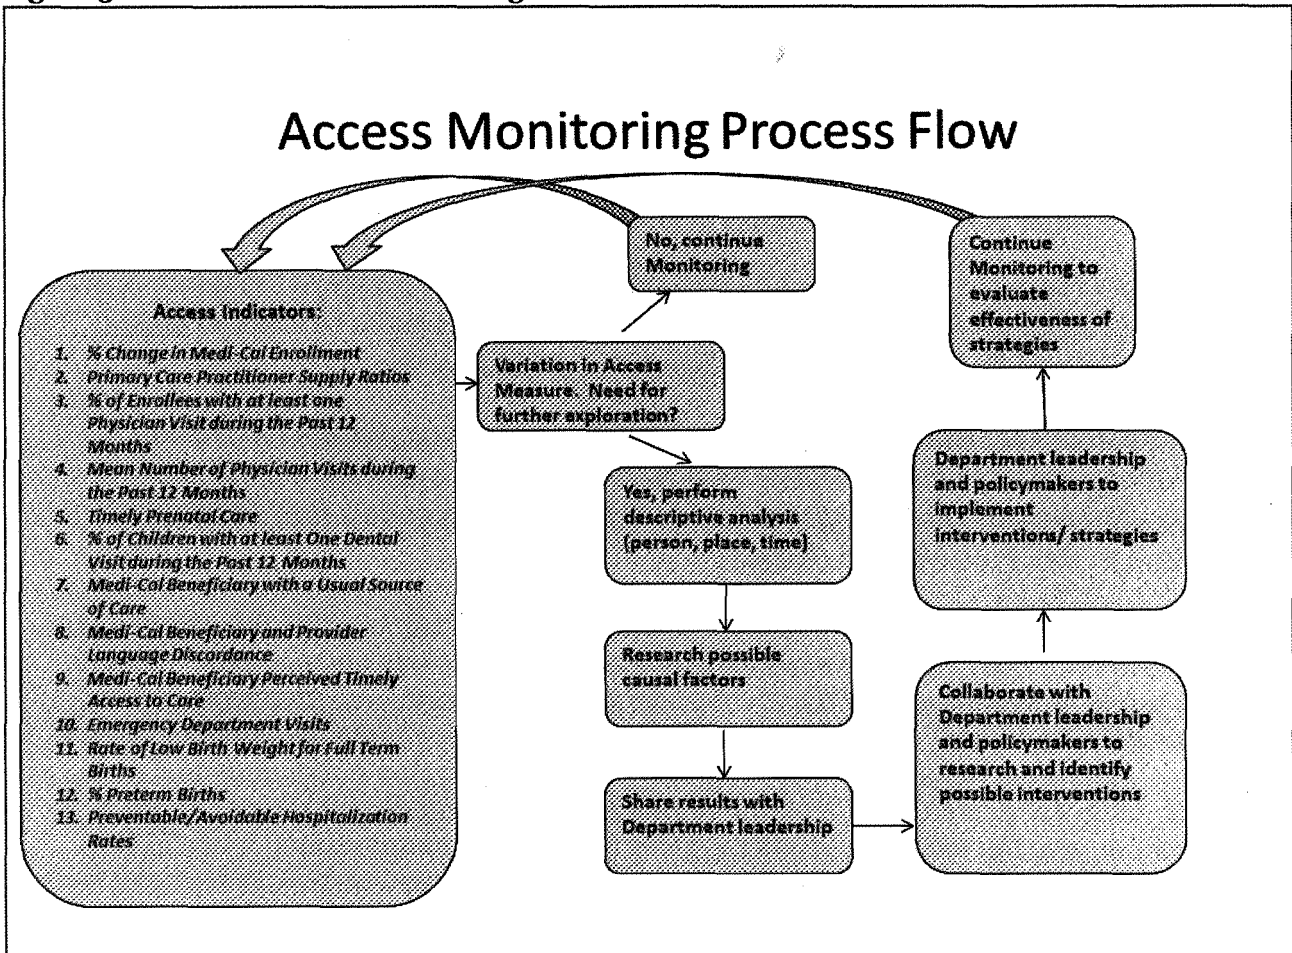 Access Monitoring Process Flow
Access Indicators:
1. % Change in Medi-Cal Enrollment
2. Primary Care Practitioner Supply Ratios
3. % of Enrollees with at least one
Physician Visit during the Past 12
Months
4. Mean Number of Physician Visits during
the Past 12 Months
5. Timely Prenatal Care
6. % of Children with at least One Dental
Visit during the Past 12 Months
7. Medi-Cal Beneficiary with a Usual Source
of Care
8. Medi-Cal Beneficiary and Provider
Language Discordance
9. Medi-Cal Beneficiary Perceived Timely
Access to Care
10. Emergency Department Visits
11. Rate of Low Birth Weight for Full Term
Births
12. % Preterm Births
13. Preventable/Avoidable Hospitalization
Rates
Variation in Access
Measure. Need for
further exploration?
No, continue
Monitoring
Yes, perform
descriptive analysis
(person, place, time)
Research possible
causal factors
Share results with
Department leadership
Collaborate with
Department leadership
and policymakers to
research and identify
possible interventions
Department leadership
and policymakers to
implement
interventions/ strategies
Continue
Monitoring to
evaluate
effectiveness of
strategies